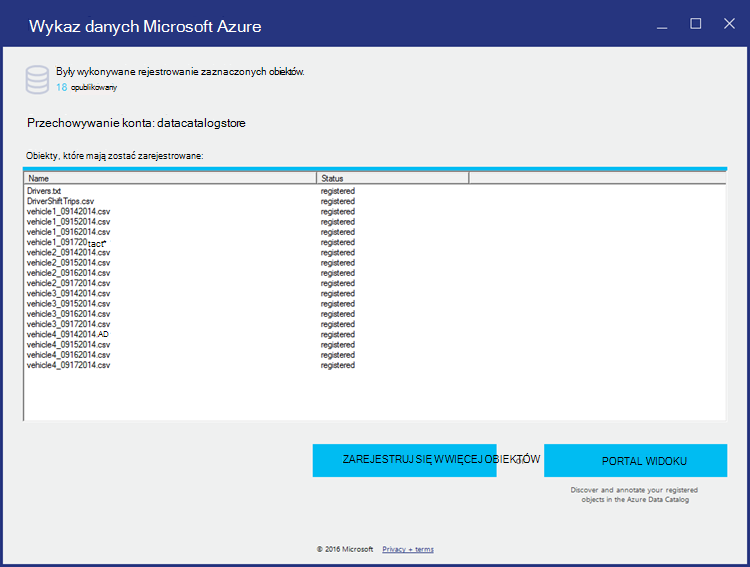 Wykaz danych Microsoft Azure
Były wykonywane rejestrowanie zaznaczonych obiektów.
18 opublikowany
Przechowywanie konta: datacatalogstore
Obiekty, które mają zostać zarejestrowane:
Name Status
Drivers.txt registered
DriverShiftTrips.csv registered
vehicle1_09142014.csv registered
vehicle1_09152014.csv registered
vehicle1_09162014.csv registered
vehicle1_091720 tact* registered
vehicle2_09142014.csv registered
vehicle2_09152014.csv registered
vehicle2_09162014.csv registered
vehicle2_09172014.csv registered
vehicle3_09142014.csv registered
vehicle3_09152014.csv registered
vehicle3_09162014.csv registered
vehicle3_09172014.csv registered
vehicle4_09142014.AD registered
vehicle4_09152014.csv registered
vehicle4_09162014.csv registered
vehicle4_09172014.csv registered
ZAREJESTRUJ SIĘ W WIĘCEJ OBIEKTÓW PORTAL WIDOKU
Discover and annotate your registered
objects in the Azure Data Catalog
© 2016 Microsoft Privacy + terms